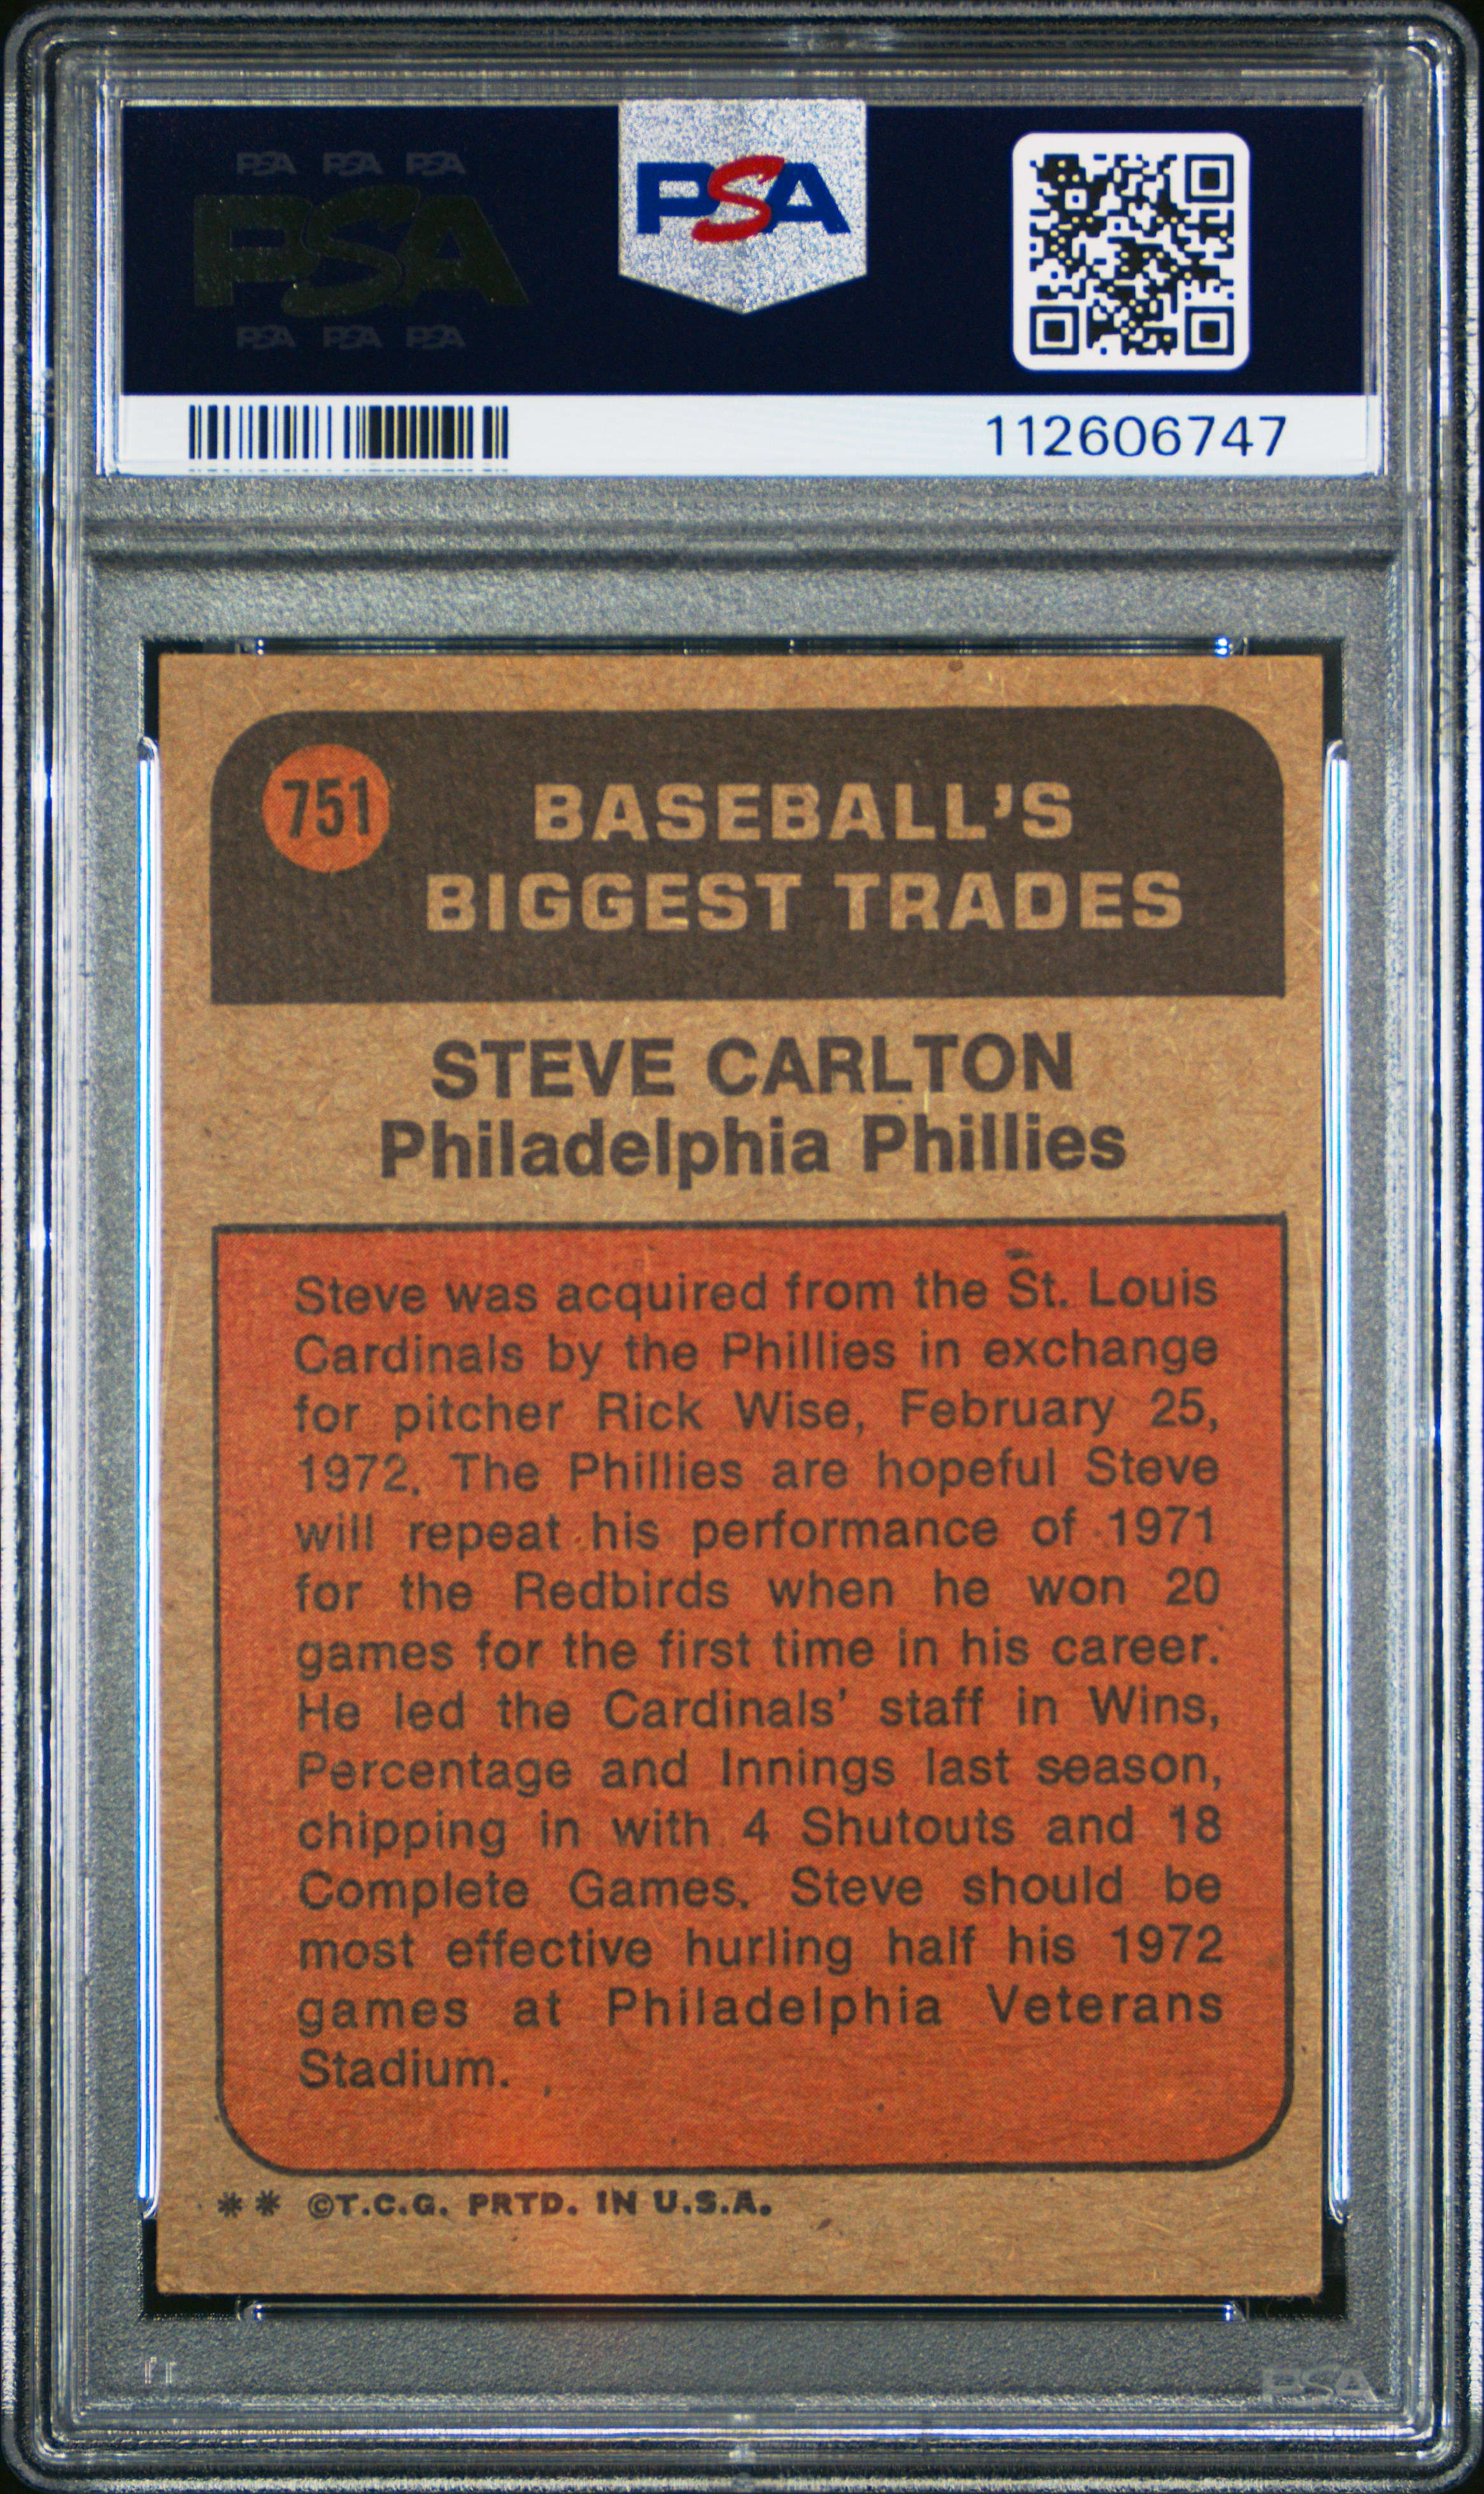 PSA PSA PSA
PSA
PSA PSA PSA
PSA
112606747
751
BASEBALL'S
BIGGEST TRADES
STEVE CARLTON
Philadelphia Phillies
Steve was acquired from the St. Louis
Cardinals by the Phillies in exchange
for pitcher Rick Wise, February 25,
1972. The Phillies are hopeful Steve
will repeat his performance of 1971
for the Redbirds when he won 20
games for the first time in his career.
He led the Cardinals' staff in Wins,
Percentage and Innings last season,
chipping in with 4 Shutouts and 18
Complete Games. Steve should be
most effective hurling half his 1972
games at Philadelphia Veterans
Stadium.
** ©T.C.G. PRTD. IN U.S.A.
PSA